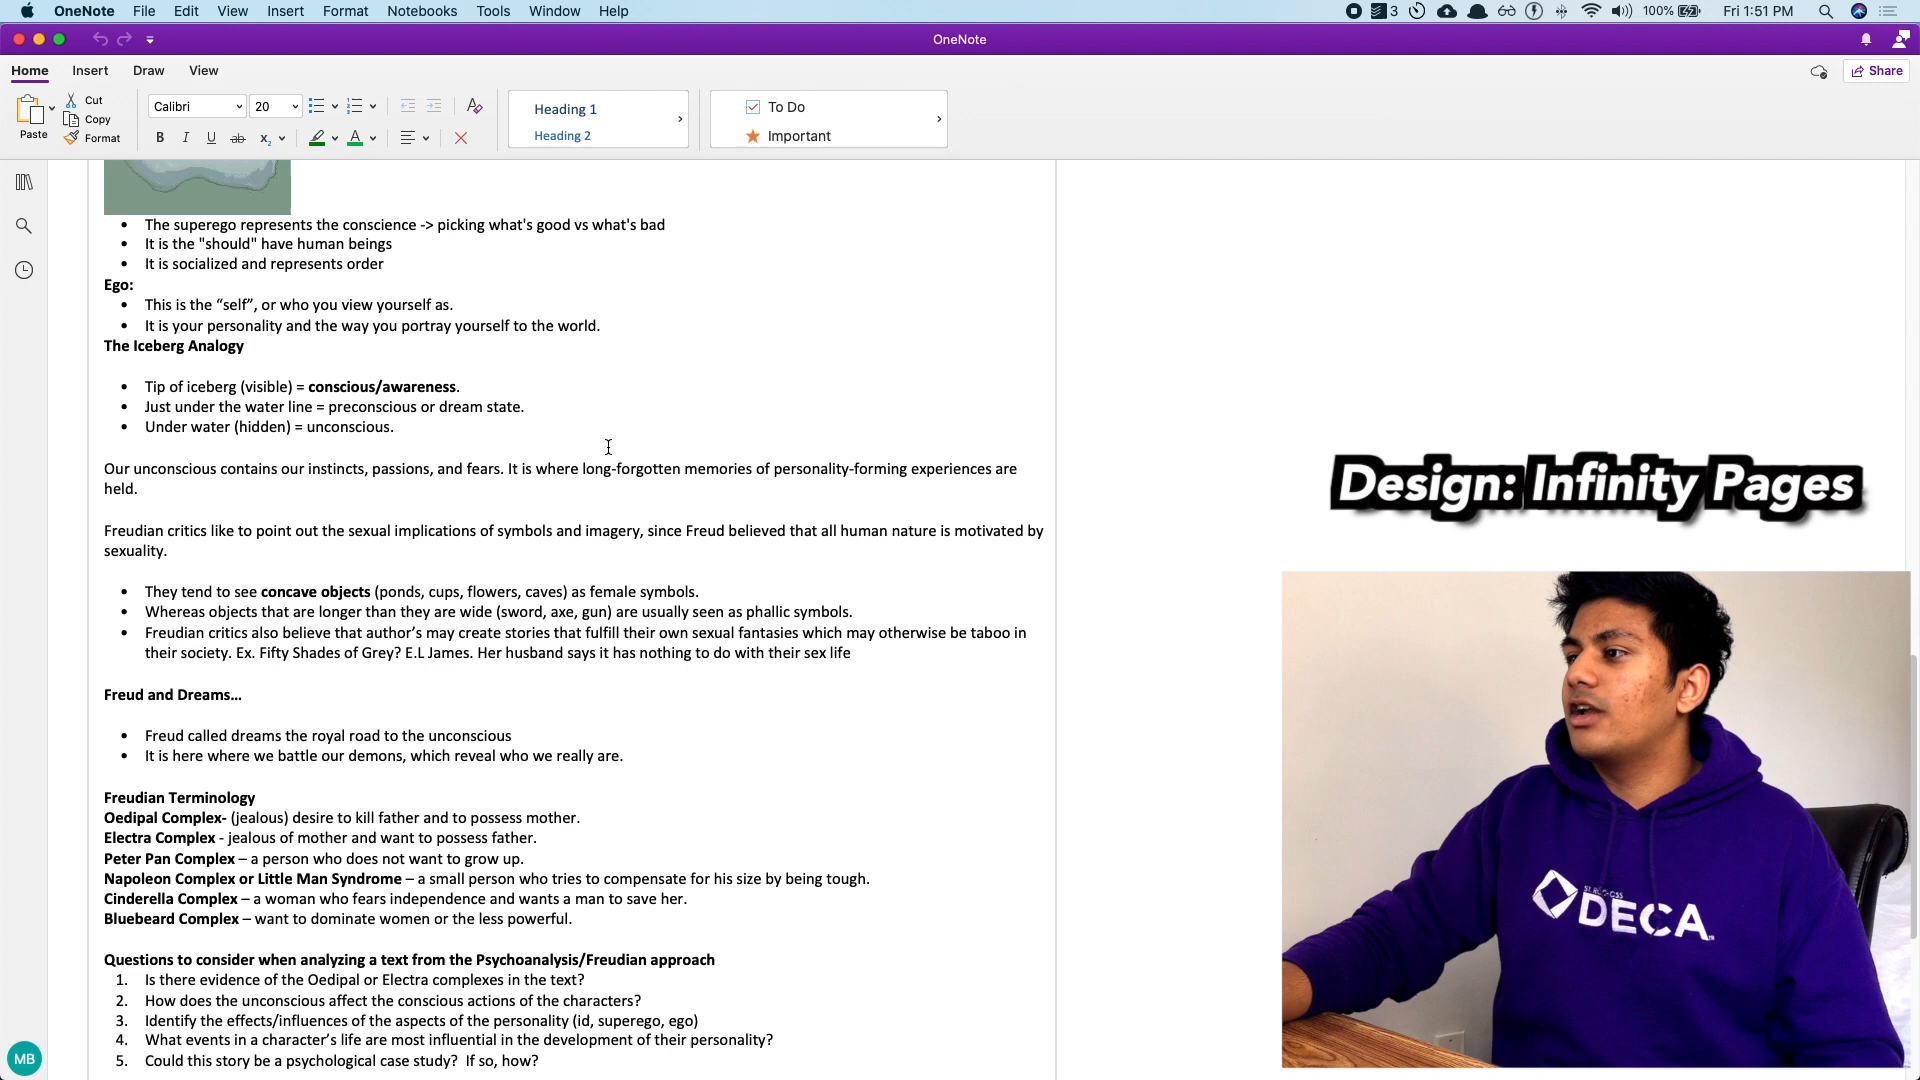 OneNote File Edit View Insert Format Notebooks Tools Window Help 3 100% Fri 1:51 PM
OneNote
Home Insert Draw View Share
Paste Cut Copy Format
Calibri 20
B I U ab x₂ A
Heading 1
Heading 2
To Do
Important
• The superego represents the conscience -> picking what's good vs what's bad
• It is the "should" have human beings
• It is socialized and represents order
Ego:
• This is the “self”, or who you view yourself as.
• It is your personality and the way you portray yourself to the world.
The Iceberg Analogy
• Tip of iceberg (visible) = conscious/awareness.
• Just under the water line = preconscious or dream state.
• Under water (hidden) = unconscious.
Our unconscious contains our instincts, passions, and fears. It is where long-forgotten memories of personality-forming experiences are
held.
Freudian critics like to point out the sexual implications of symbols and imagery, since Freud believed that all human nature is motivated by
sexuality.
• They tend to see concave objects (ponds, cups, flowers, caves) as female symbols.
• Whereas objects that are longer than they are wide (sword, axe, gun) are usually seen as phallic symbols.
• Freudian critics also believe that author’s may create stories that fulfill their own sexual fantasies which may otherwise be taboo in
their society. Ex. Fifty Shades of Grey? E.L James. Her husband says it has nothing to do with their sex life
Freud and Dreams…
• Freud called dreams the royal road to the unconscious
• It is here where we battle our demons, which reveal who we really are.
Freudian Terminology
Oedipal Complex- (jealous) desire to kill father and to possess mother.
Electra Complex - jealous of mother and want to possess father.
Peter Pan Complex – a person who does not want to grow up.
Napoleon Complex or Little Man Syndrome – a small person who tries to compensate for his size by being tough.
Cinderella Complex – a woman who fears independence and wants a man to save her.
Bluebeard Complex – want to dominate women or the less powerful.
Questions to consider when analyzing a text from the Psychoanalysis/Freudian approach
1. Is there evidence of the Oedipal or Electra complexes in the text?
2. How does the unconscious affect the conscious actions of the characters?
3. Identify the effects/influences of the aspects of the personality (id, superego, ego)
4. What events in a character’s life are most influential in the development of their personality?
5. Could this story be a psychological case study? If so, how?
MB
Design: Infinity Pages
DECA